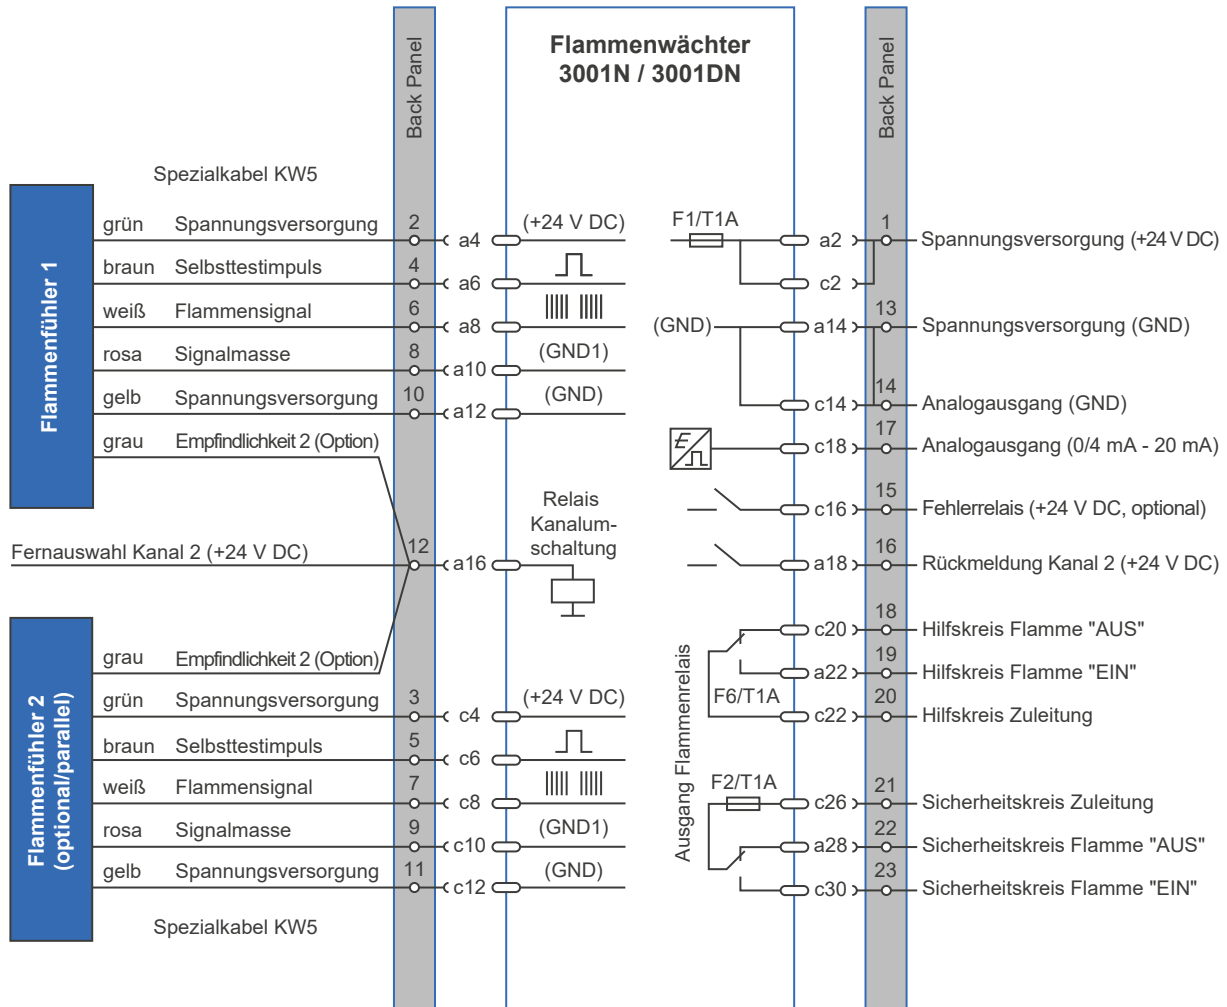 Flammenwächter
3001N / 3001DN
Back Panel
Back Panel
Spezialkabel KW5
Flammenfühler 1
grün Spannungsversorgung 2 a4 (+24 V DC)
braun Selbsttestimpuls 4 a6
weiß Flammensignal 6 a8
rosa Signalmasse 8 a10 (GND1)
gelb Spannungsversorgung 10 a12 (GND)
grau Empfindlichkeit 2 (Option)
Fernauswahl Kanal 2 (+24 V DC) 12 a16
Relais
Kanalum-
schaltung
Flammenfühler 2
(optional/parallel)
grau Empfindlichkeit 2 (Option)
grün Spannungsversorgung 3 c4 (+24 V DC)
braun Selbsttestimpuls 5 c6
weiß Flammensignal 7 c8
rosa Signalmasse 9 c10 (GND1)
gelb Spannungsversorgung 11 c12 (GND)
Spezialkabel KW5
F1/T1A a2 1 Spannungsversorgung (+24 V DC)
c2
(GND) a14 13 Spannungsversorgung (GND)
c14 14 Analogausgang (GND)
E c18 17 Analogausgang (0/4 mA - 20 mA)
c16 15 Fehlerrelais (+24 V DC, optional)
a18 16 Rückmeldung Kanal 2 (+24 V DC)
Ausgang Flammenrelais
c20 18 Hilfskreis Flamme "AUS"
a22 19 Hilfskreis Flamme "EIN"
F6/T1A c22 20 Hilfskreis Zuleitung
F2/T1A c26 21 Sicherheitskreis Zuleitung
a28 22 Sicherheitskreis Flamme "AUS"
c30 23 Sicherheitskreis Flamme "EIN"